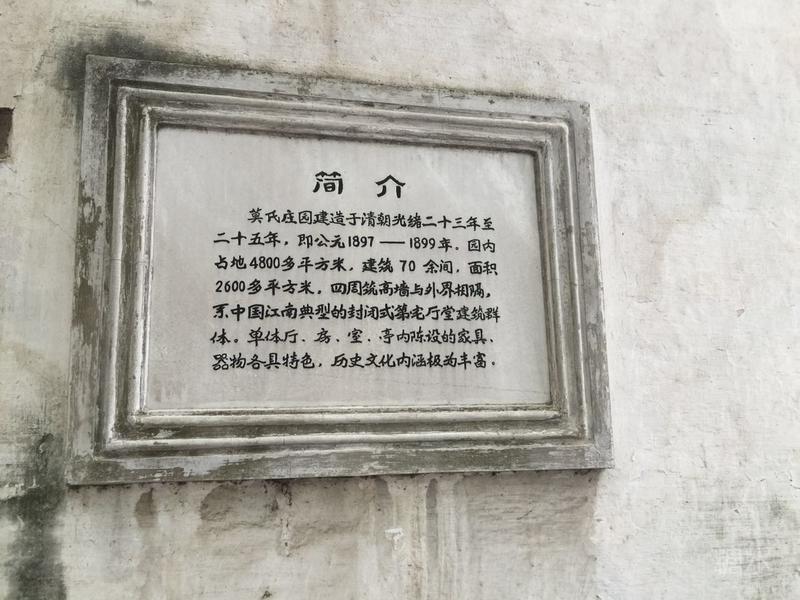 简 介
莫氏庄园建造于清朝光绪二十三年至
二十五年，即公元1897——1899年。园内
占地4800多平方米，建筑70余间，面积
2600多平方米，四周筑高墙与外界相隔，
系中国江南典型的封闭式第宅厅堂建筑群
体。单体厅、房、室、亭内陈设的家具、
器物各具特色，历史文化内涵极为丰富。